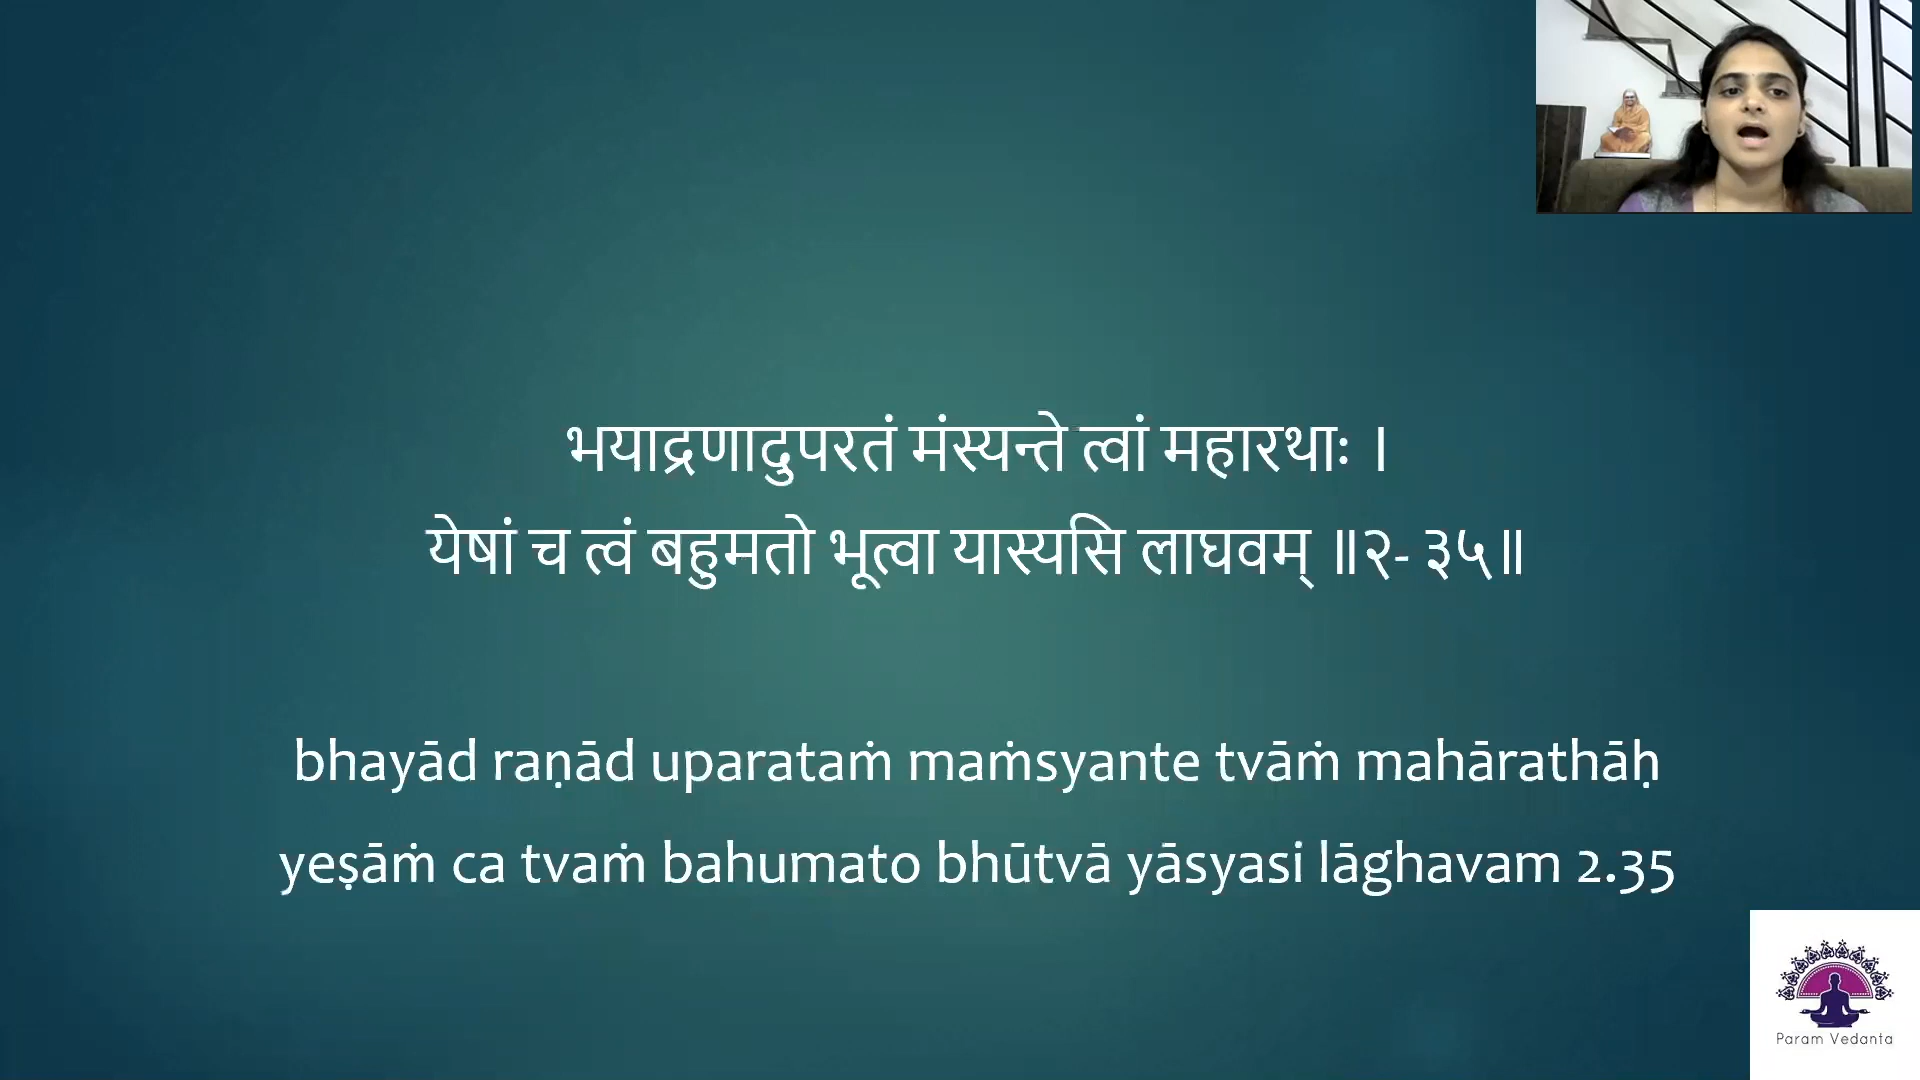 भयाद्रणादुपरतं मंस्यन्ते त्वां महारथाः ।
येषां च त्वं बहुमतो भूत्वा यास्यसि लाघवम् ॥२- ३५॥
bhayād raṇād uparataṁ maṁsyante tvāṁ mahārathāḥ
yeṣāṁ ca tvaṁ bahumato bhūtvā yāsyasi lāghavam 2.35
Param Vedanta